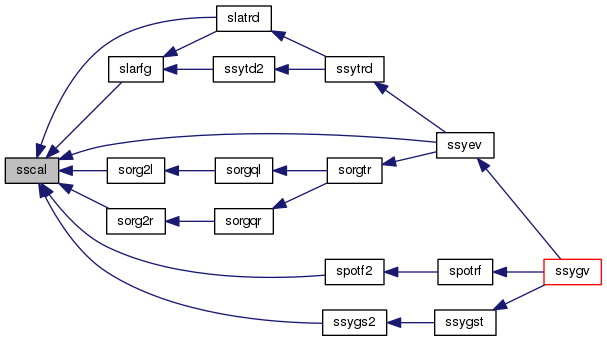 slatrd
slarfg
ssytd2
ssytrd
ssyev
sscal
sorg2l
sorgql
sorgtr
sorg2r
sorgqr
spotf2
spotrf
ssygv
ssygs2
ssygst